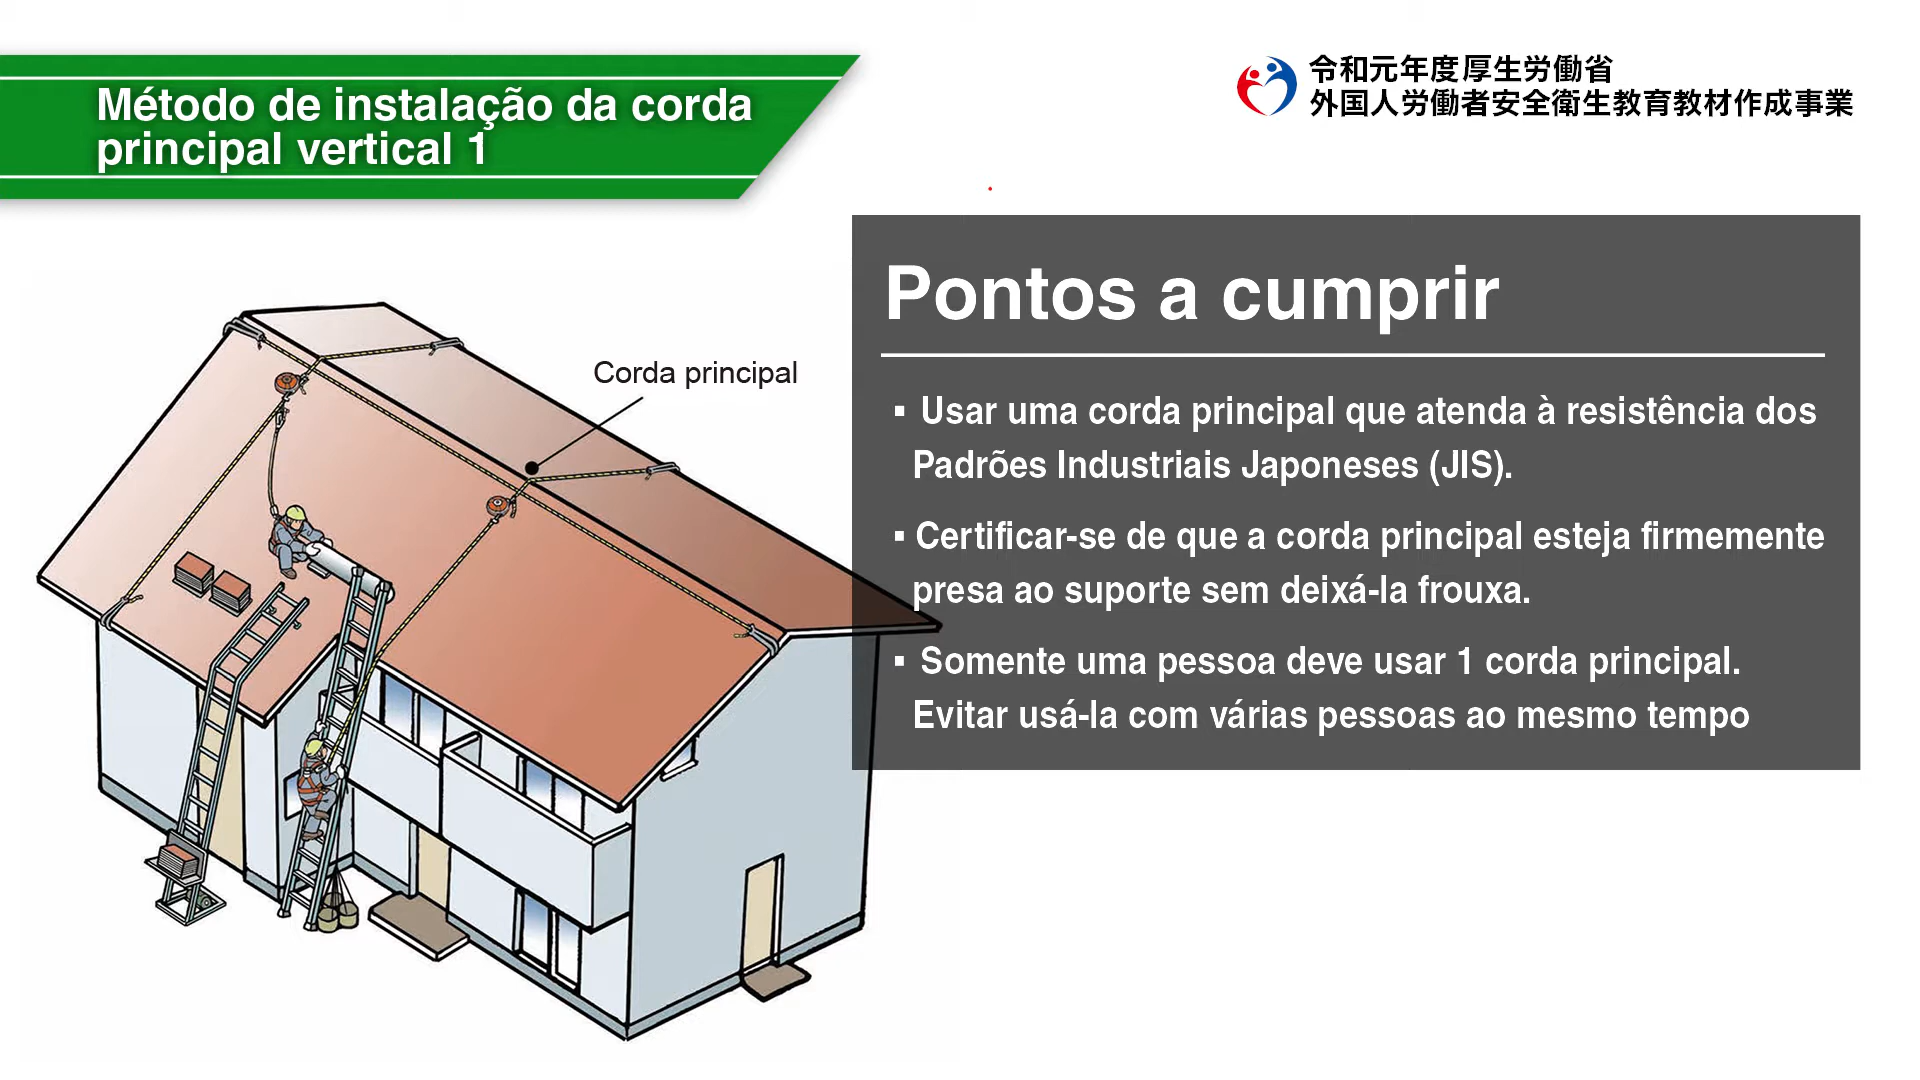 Método de instalação da corda
principal vertical 1
令和元年度厚生労働省
外国人労働者安全衛生教育教材作成事業
Corda principal
Pontos a cumprir
▪ Usar uma corda principal que atenda à resistência dos
Padrões Industriais Japoneses (JIS).
▪ Certificar-se de que a corda principal esteja firmemente
presa ao suporte sem deixá-la frouxa.
▪ Somente uma pessoa deve usar 1 corda principal.
Evitar usá-la com várias pessoas ao mesmo tempo